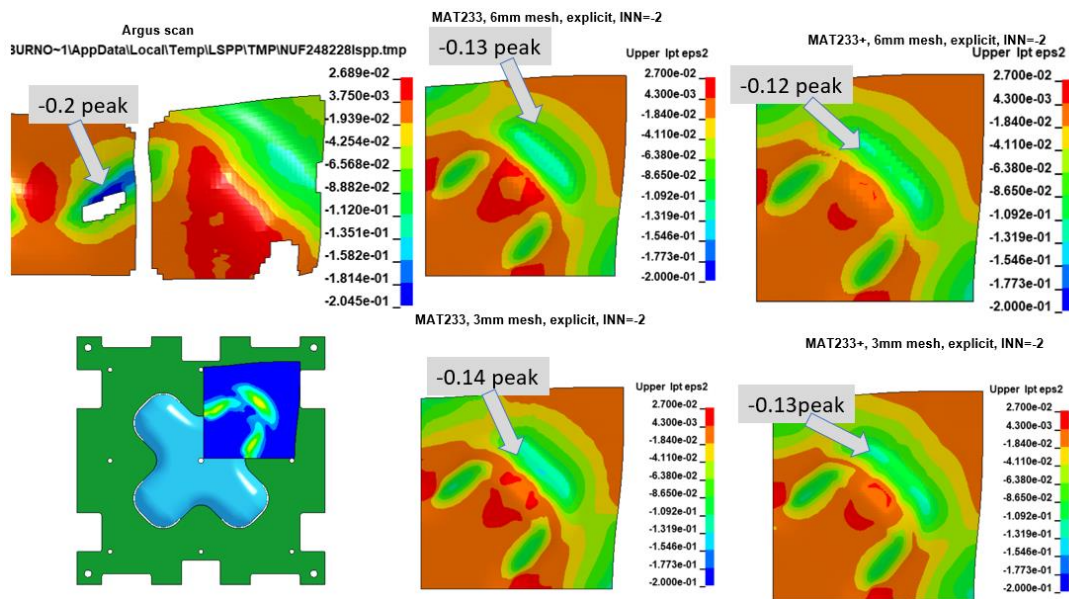 Argus scan
BURNO~1\AppData\Local\Temp\LSPP\TMP\NUF248228lspp.tmp
-0.2 peak
2.689e-02
3.750e-03
-1.939e-02
-4.254e-02
-6.568e-02
-8.882e-02
-1.120e-01
-1.351e-01
-1.582e-01
-1.814e-01
-2.045e-01
MAT233, 6mm mesh, explicit, INN=-2
-0.13 peak
Upper Ipt eps2
2.700e-02
4.300e-03
-1.840e-02
-4.110e-02
-6.380e-02
-8.650e-02
-1.092e-01
-1.319e-01
-1.546e-01
-1.773e-01
-2.000e-01
MAT233+, 6mm mesh, explicit, INN=-2
-0.12 peak
Upper Ipt eps2
2.700e-02
4.300e-03
-1.840e-02
-4.110e-02
-6.380e-02
-8.650e-02
-1.092e-01
-1.319e-01
-1.546e-01
-1.773e-01
-2.000e-01
MAT233, 3mm mesh, explicit, INN=-2
-0.14 peak
Upper Ipt eps2
2.700e-02
4.300e-03
-1.840e-02
-4.110e-02
-6.380e-02
-8.650e-02
-1.092e-01
-1.319e-01
-1.546e-01
-1.773e-01
-2.000e-01
MAT233+, 3mm mesh, explicit, INN=-2
-0.13peak
Upper Ipt eps2
2.700e-02
4.300e-03
-1.840e-02
-4.110e-02
-6.380e-02
-8.650e-02
-1.092e-01
-1.319e-01
-1.546e-01
-1.773e-01
-2.000e-01